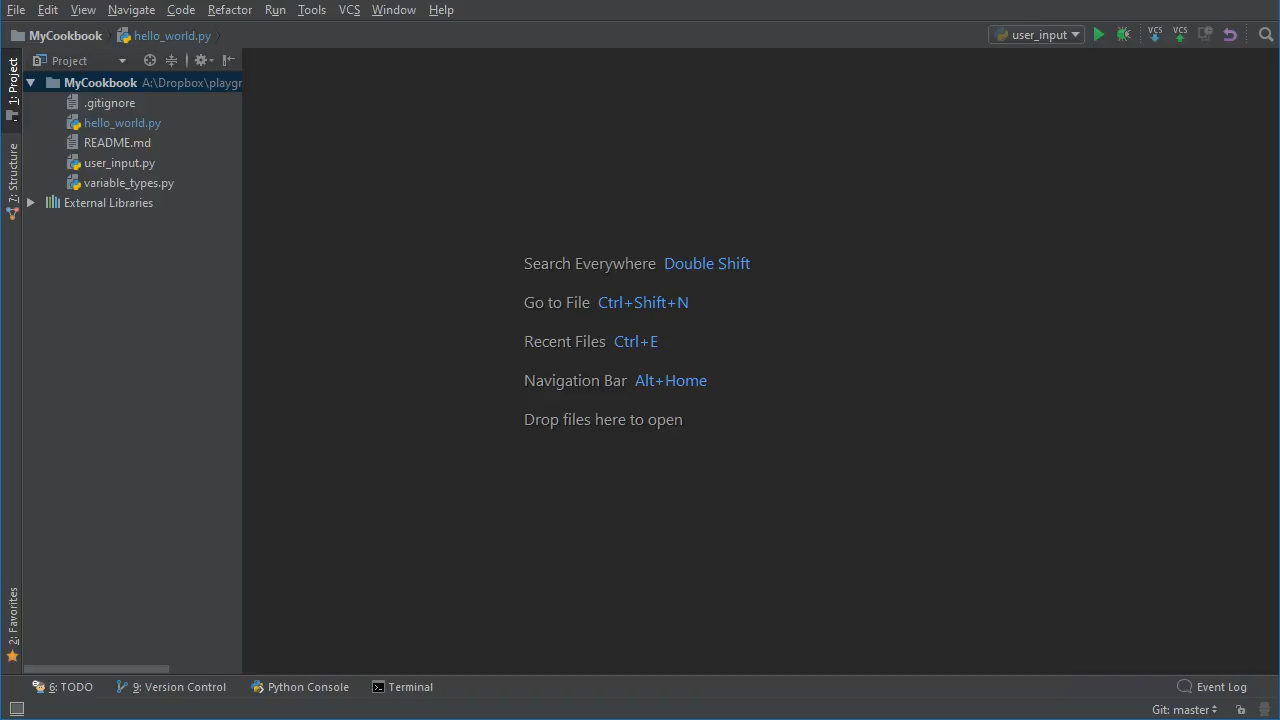 File Edit View Navigate Code Refactor Run Tools VCS Window Help
MyCookbook hello_world.py user_input VCS VCS
1: Project
7: Structure
2: Favorites
Project
MyCookbook A:\Dropbox\playgr
.gitignore
hello_world.py
README.md
user_input.py
variable_types.py
External Libraries
Search Everywhere Double Shift
Go to File Ctrl+Shift+N
Recent Files Ctrl+E
Navigation Bar Alt+Home
Drop files here to open
6: TODO 9: Version Control Python Console Terminal Event Log
Git: master